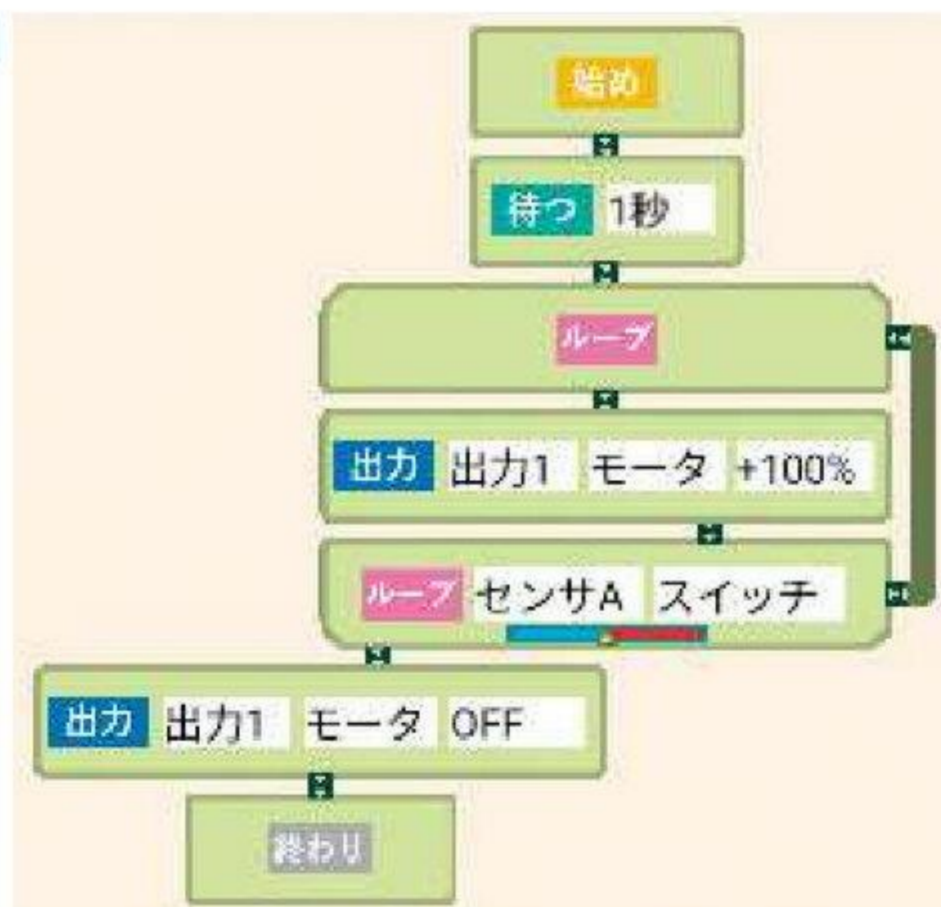 始め
待つ 1秒
ループ
出力 出力1 モータ +100%
ループ センサA スイッチ
出力 出力1 モータ OFF
終わり